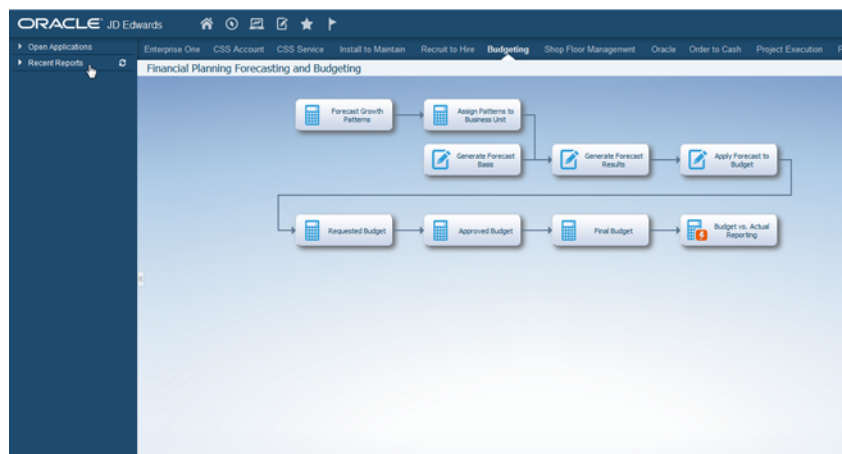 ORACLE JD Edwards
Open Applications
Recent Reports
Enterprise One CSS Account CSS Service Install to Maintain Recruit to Hire Budgeting Shop Floor Management Oracle Order to Cash Project Execution
Financial Planning Forecasting and Budgeting
Forecast Growth
Patterns
Assign Patterns to
Business Unit
Generate Forecast
Basis
Generate Forecast
Results
Apply Forecast to
Budget
Requested Budget
Approved Budget
Final Budget
Budget vs. Actual
Reporting